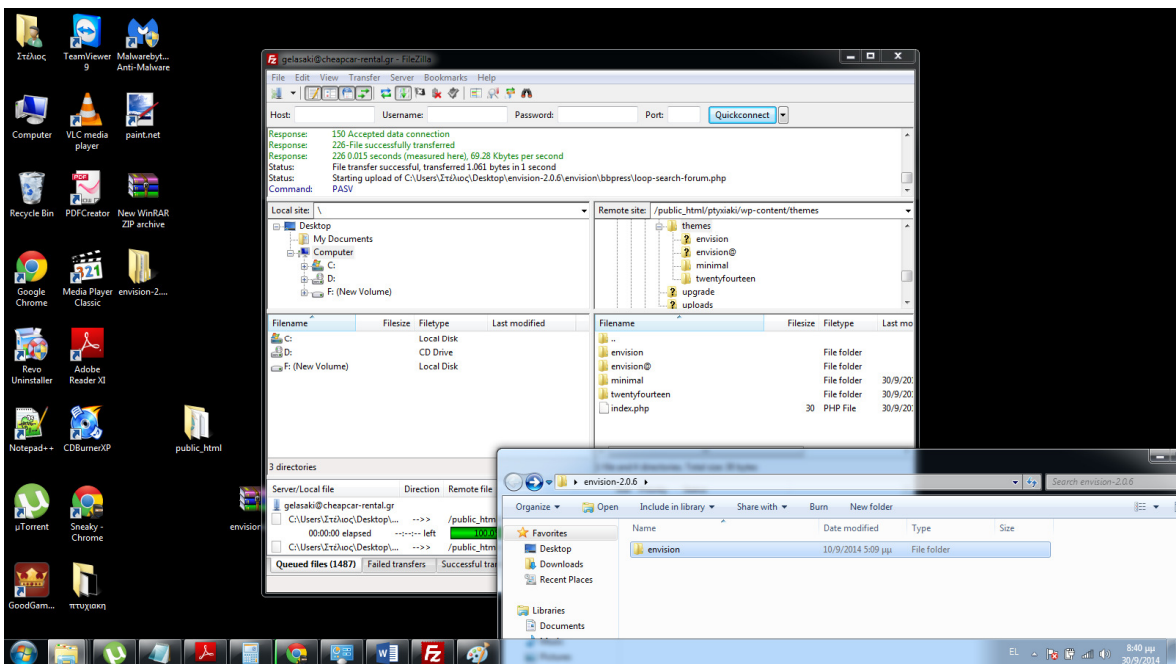 Στέλιος
TeamViewer 9
Malwarebyt... Anti-Malware
Computer
VLC media player
paint.net
Recycle Bin
PDFCreator
New WinRAR ZIP archive
Google Chrome
Media Player Classic
envision-2....
Revo Uninstaller
Adobe Reader XI
Notepad++
CDBurnerXP
public_html
µTorrent
Sneaky - Chrome
envision
GoodGam...
πτυχιακη
gelasaki@cheapcar-rental.gr - FileZilla
File Edit View Transfer Server Bookmarks Help
Host: Username: Password: Port: Quickconnect
Response: 150 Accepted data connection
Response: 226-File successfully transferred
Response: 226 0.015 seconds (measured here), 69.28 Kbytes per second
Status: File transfer successful, transferred 1.061 bytes in 1 second
Status: Starting upload of C:\Users\Στέλιος\Desktop\envision-2.0.6\envision\bbpress\loop-search-forum.php
Command: PASV
Local site: \
Desktop
My Documents
Computer
C:
D:
F: (New Volume)
Remote site: /public_html/ptyxiaki/wp-content/themes
themes
envision
envision@
minimal
twentyfourteen
upgrade
uploads
Filename Filesize Filetype Last modified
C: Local Disk
D: CD Drive
F: (New Volume) Local Disk
3 directories
Filename Filesize Filetype Last mo
..
envision File folder
envision@ File folder
minimal File folder 30/9/20
twentyfourteen File folder 30/9/20
index.php 30 PHP File 30/9/20
Server/Local file Direction Remote file
gelasaki@cheapcar-rental.gr
C:\Users\Στέλιος\Desktop\... -->> /public_htm
00:00:00 elapsed --:--:-- left 100.0
C:\Users\Στέλιος\Desktop\... -->> /public_htm
Queued files (1487) Failed transfers Successful tra
envision-2.0.6
Search envision-2.0.6
Organize Open Include in library Share with Burn New folder
Favorites
Desktop
Downloads
Recent Places
Libraries
Documents
Name Date modified Type Size
envision 10/9/2014 5:09 μμ File folder
EL
8:40 μμ
30/9/2014